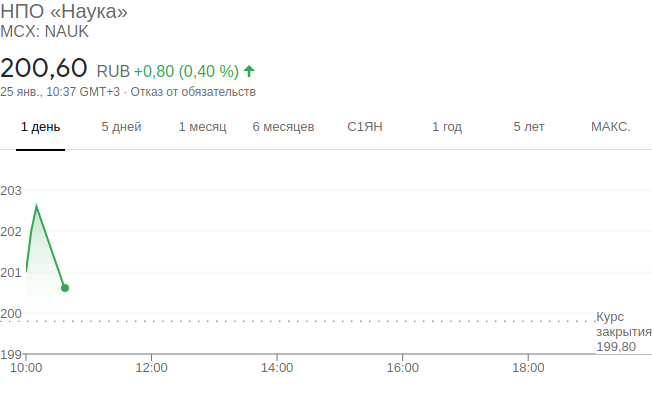 НПО «Наука»
MCX: NAUK
200,60 RUB +0,80 (0,40 %)
25 янв., 10:37 GMT+3 · Отказ от обязательств
1 день 5 дней 1 месяц 6 месяцев С1ЯН 1 год 5 лет МАКС.
203
202
201
200
Курс
закрытия
199,80
199
10:00 12:00 14:00 16:00 18:00